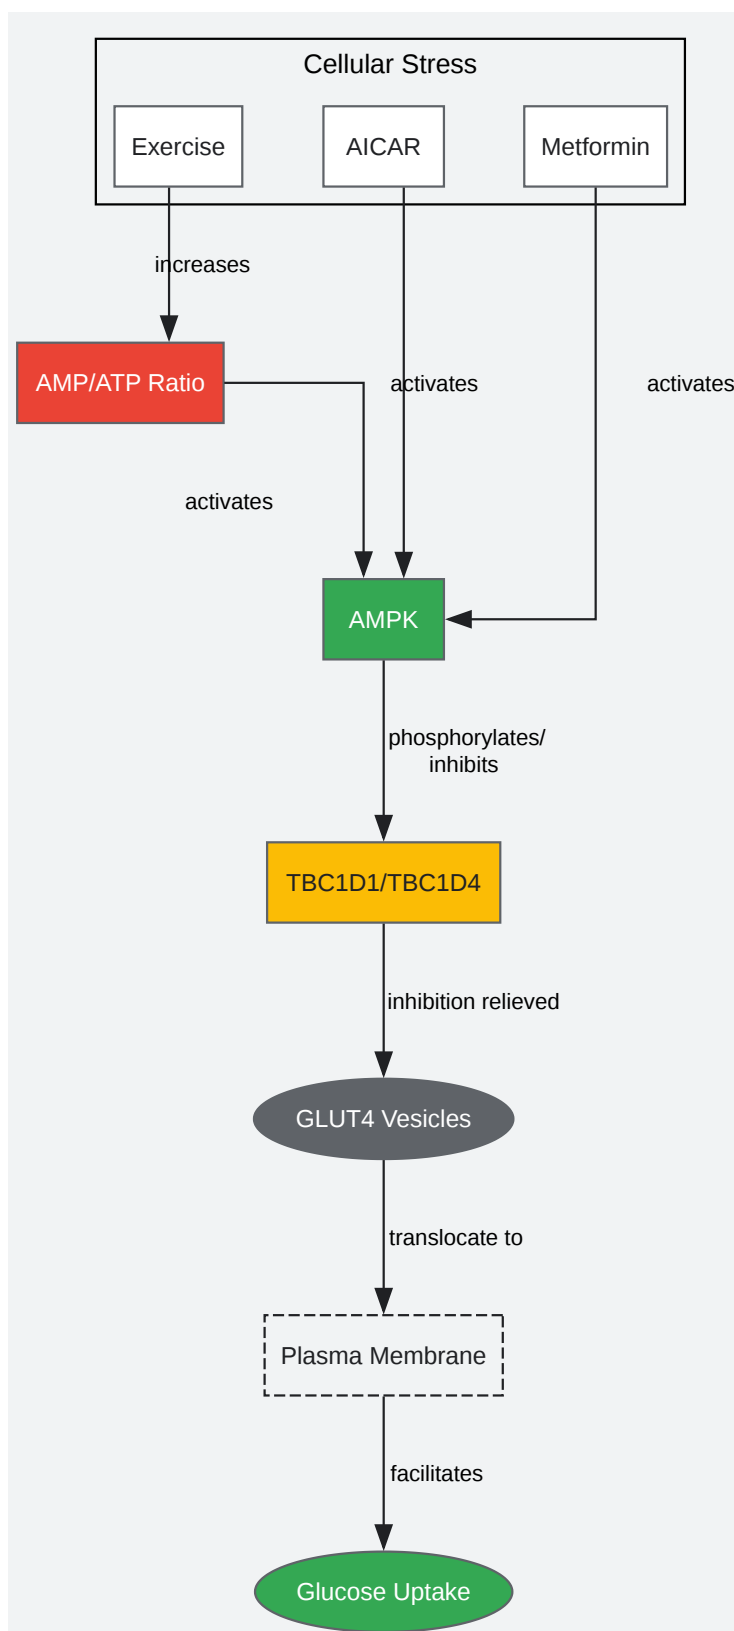 Cellular Stress
Exercise
AICAR
Metformin
increases
AMP/ATP Ratio
activates
activates
activates
AMPK
phosphorylates/
inhibits
TBC1D1/TBC1D4
inhibition relieved
GLUT4 Vesicles
translocate to
Plasma Membrane
facilitates
Glucose Uptake